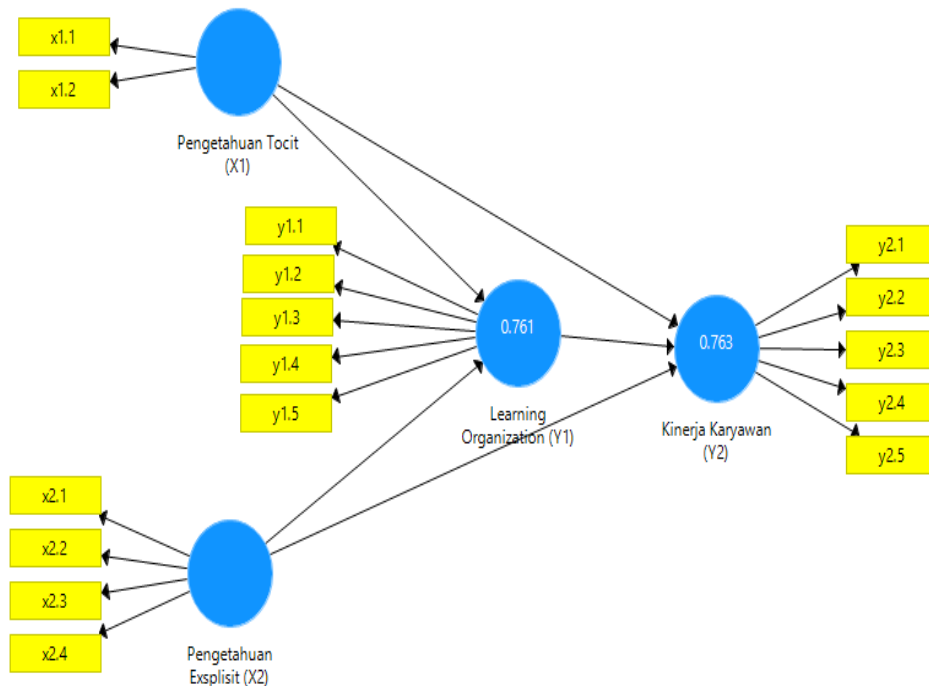 x1.1
x1.2
Pengetahuan Tocit
(X1)
y1.1
y1.2
y1.3
y1.4
y1.5
0.761
Learning
Organization (Y1)
0.763
Kinerja Karyawan
(Y2)
y2.1
y2.2
y2.3
y2.4
y2.5
x2.1
x2.2
x2.3
x2.4
Pengetahuan
Exsplisit (X2)